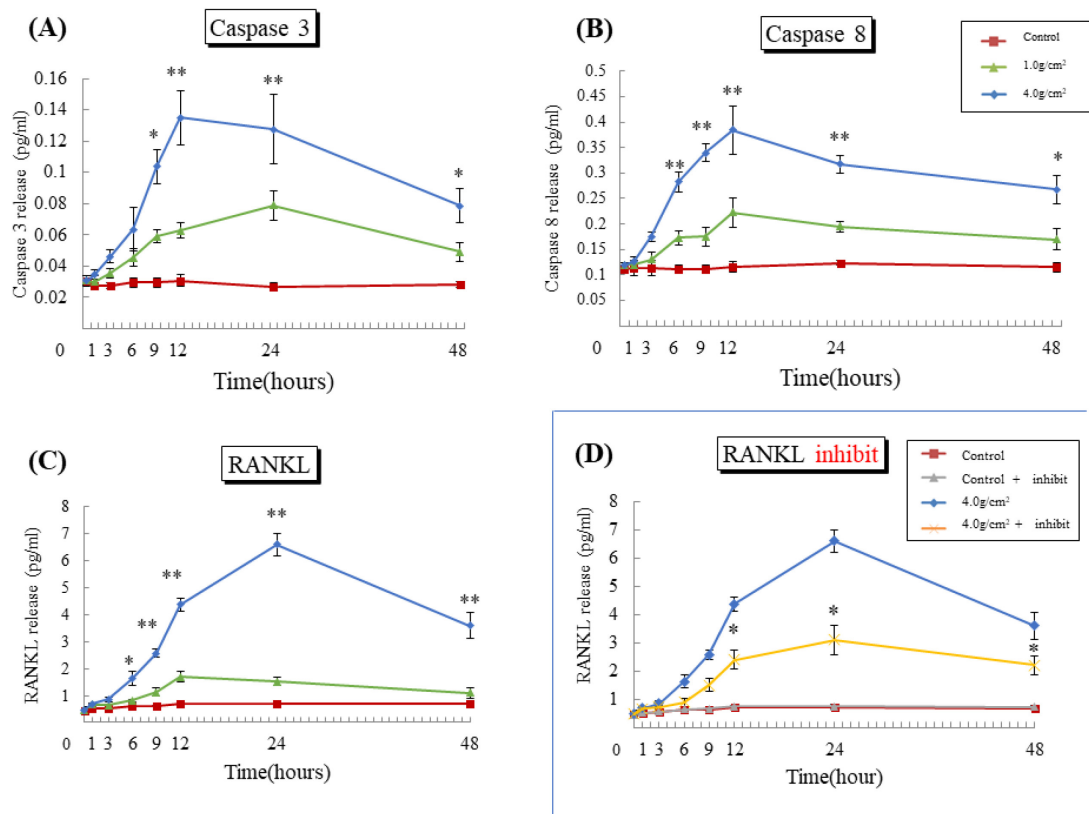 (A)
Caspase 3
Caspase 3 release (pg/ml)
0.16
0.14
0.12
0.1
0.08
0.06
0.04
0.02
* ** ** *
0 1 3 6 9 12 24 48
Time(hours)
(B)
Caspase 8
Control
1.0g/cm²
4.0g/cm²
Caspase 8 release (pg/ml)
0.5
0.45
0.4
0.35
0.3
0.25
0.2
0.15
0.1
0.05
** ** ** ** *
0 1 3 6 9 12 24 48
Time(hours)
(C)
RANKL
RANKL release (pg/ml)
8
7
6
5
4
3
2
1
* ** ** ** **
0 1 3 6 9 12 24 48
Time(hours)
(D)
RANKL inhibit
Control
Control + inhibit
4.0g/cm²
4.0g/cm² + inhibit
RANKL release (pg/ml)
8
7
6
5
4
3
2
1
* * *
0 1 3 6 9 12 24 48
Time(hour)